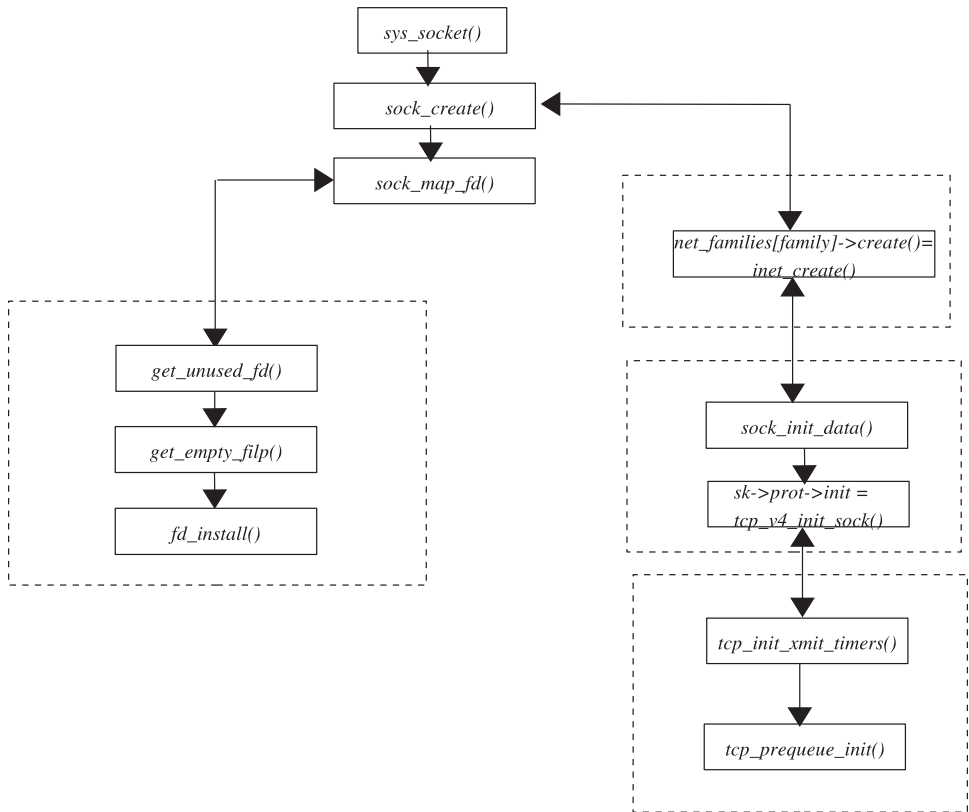 sys_socket()
sock_create()
sock_map_fd()
net_families[family]->create()=
inet_create()
get_unused_fd()
get_empty_filp()
fd_install()
sock_init_data()
sk->prot->init =
tcp_v4_init_sock()
tcp_init_xmit_timers()
tcp_prequeue_init()